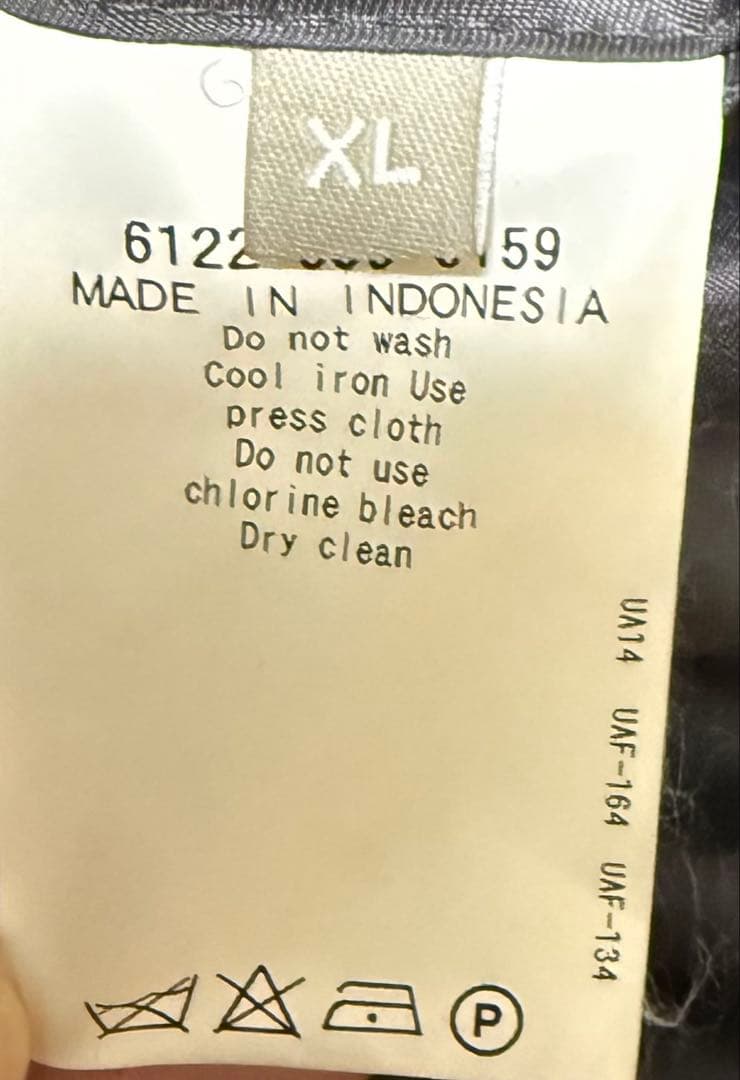 XL
6122 59
MADE IN INDONESIA
Do not wash
Cool iron Use
press cloth
Do not use
chlorine bleach
Dry clean
UA14 UAF-164 UAF-134
P